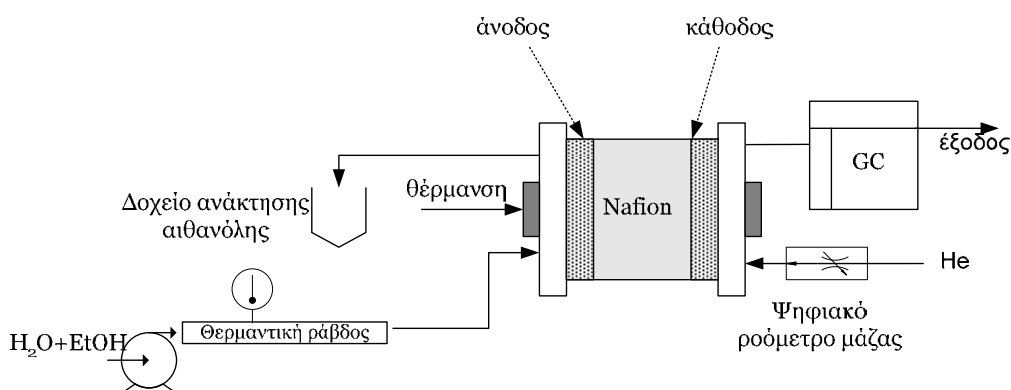 άνοδος
κάθοδος
GC
έξοδος
θέρμανση
Nafion
Δοχείο ανάκτησης
αιθανόλης
He
Θερμαντική ράβδος
H₂O+EtOH
Ψηφιακό
ροόμετρο μάζας